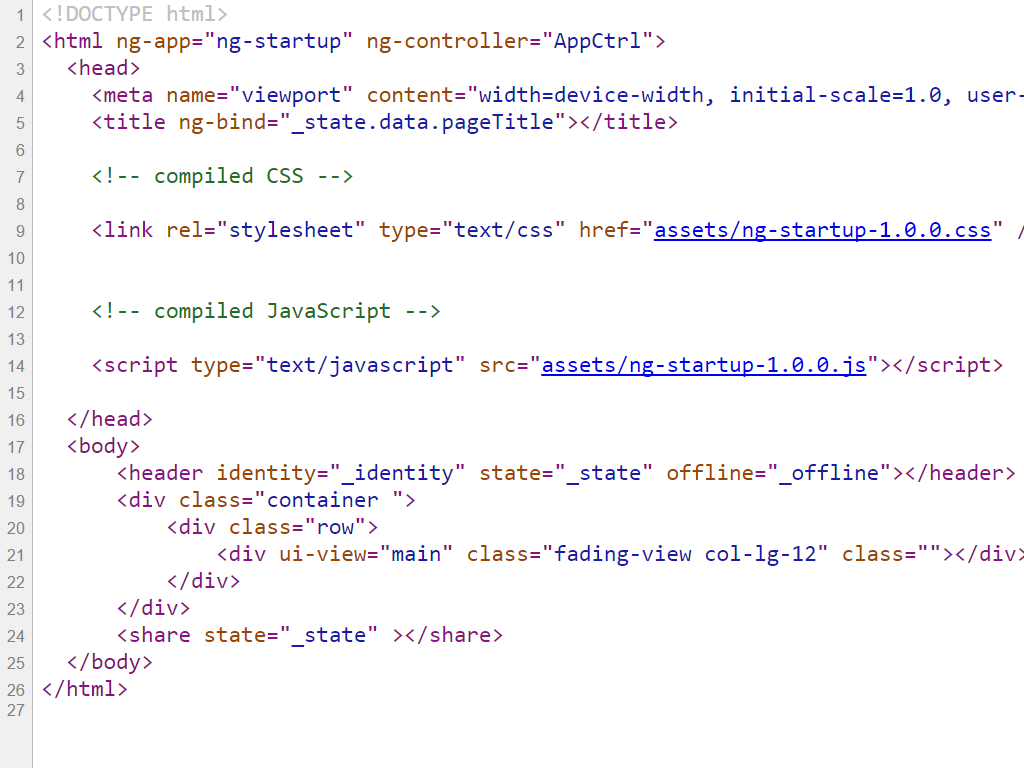 1 <!DOCTYPE html>
2 <html ng-app="ng-startup" ng-controller="AppCtrl">
3 <head>
4 <meta name="viewport" content="width=device-width, initial-scale=1.0, user-
5 <title ng-bind="_state.data.pageTitle"></title>
6
7 <!-- compiled CSS -->
8
9 <link rel="stylesheet" type="text/css" href="assets/ng-startup-1.0.0.css" /
10
11
12 <!-- compiled JavaScript -->
13
14 <script type="text/javascript" src="assets/ng-startup-1.0.0.js"></script>
15
16 </head>
17 <body>
18 <header identity="_identity" state="_state" offline="_offline"></header>
19 <div class="container ">
20 <div class="row">
21 <div ui-view="main" class="fading-view col-lg-12" class=""></div>
22 </div>
23 </div>
24 <share state="_state" ></share>
25 </body>
26 </html>
27